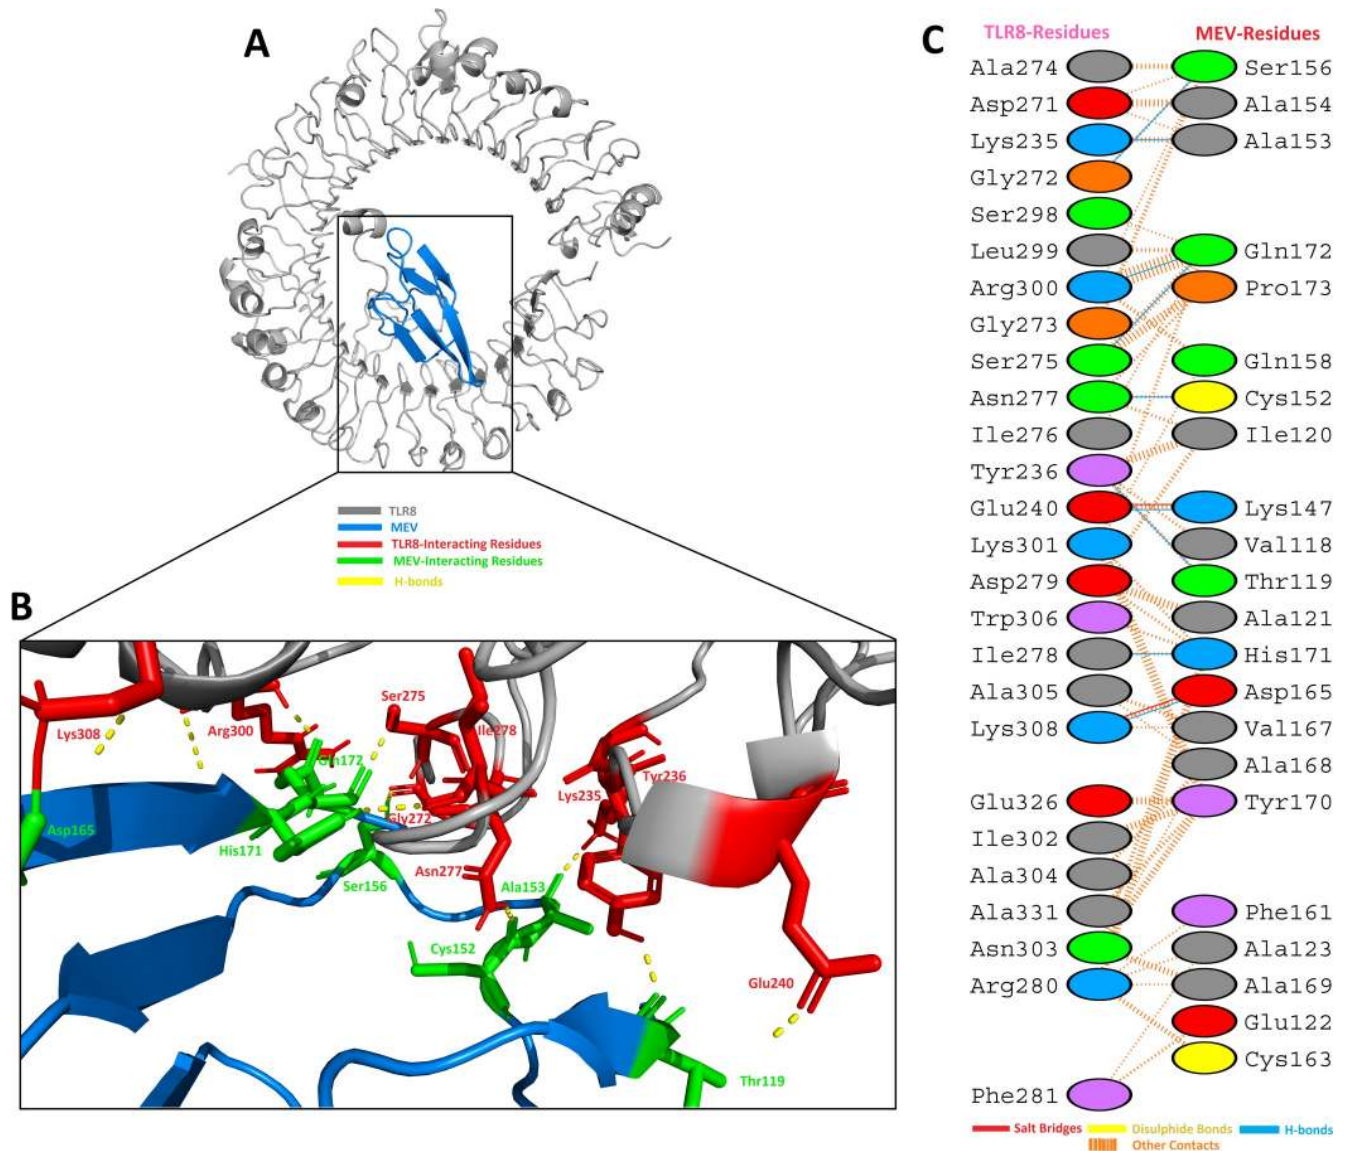 A
TLR8
MEV
TLR8-Interacting Residues
MEV-Interacting Residues
H-bonds
B
Lys308
Arg300
Gln172
Ser275
Ile278
Tyr236
Lys235
Gly272
Asp165
His171
Ser156
Asn277
Ala153
Cys152
Glu240
Thr119
C
TLR8-Residues MEV-Residues
Ala274 Ser156
Asp271 Ala154
Lys235 Ala153
Gly272
Ser298
Leu299 Gln172
Arg300 Pro173
Gly273
Ser275 Gln158
Asn277 Cys152
Ile276 Ile120
Tyr236
Glu240 Lys147
Lys301 Val118
Asp279 Thr119
Trp306 Ala121
Ile278 His171
Ala305 Asp165
Lys308 Val167
Ala168
Glu326 Tyr170
Ile302
Ala304
Ala331 Phe161
Asn303 Ala123
Arg280 Ala169
Glu122
Cys163
Phe281
Salt Bridges Disulphide Bonds H-bonds
Other Contacts